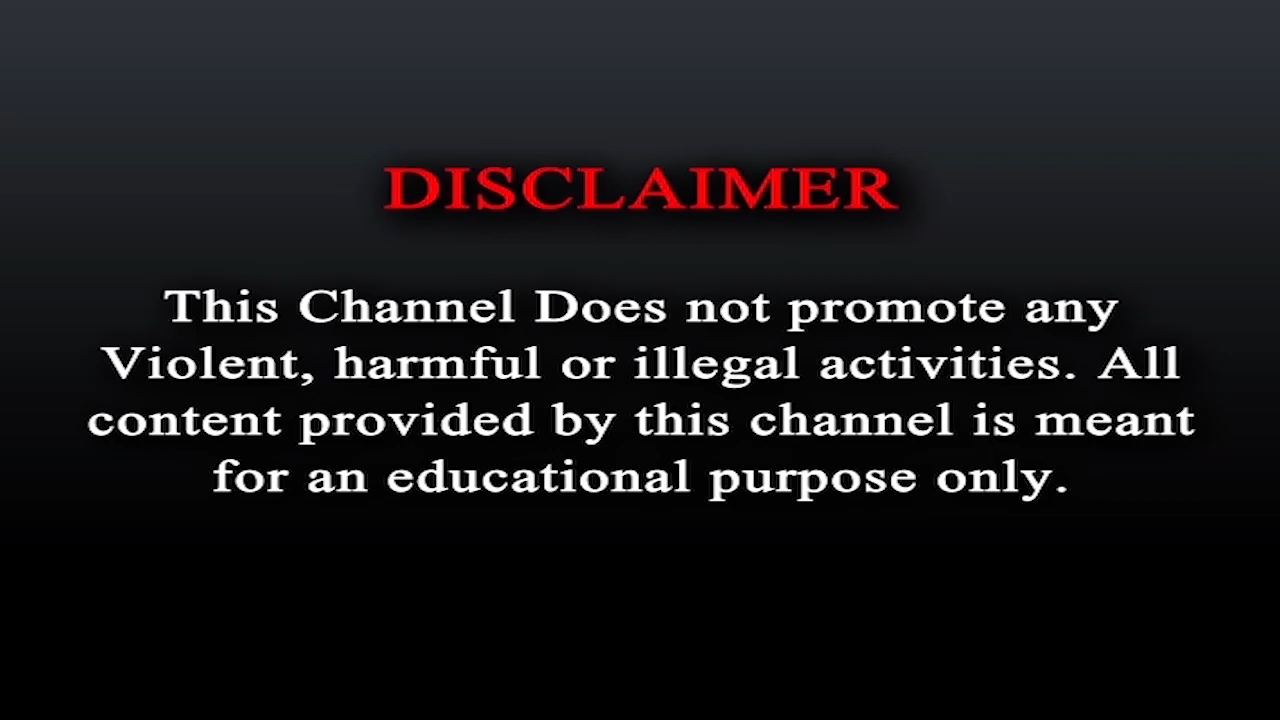 DISCLAIMER
This Channel Does not promote any
Violent, harmful or illegal activities. All
content provided by this channel is meant
for an educational purpose only.